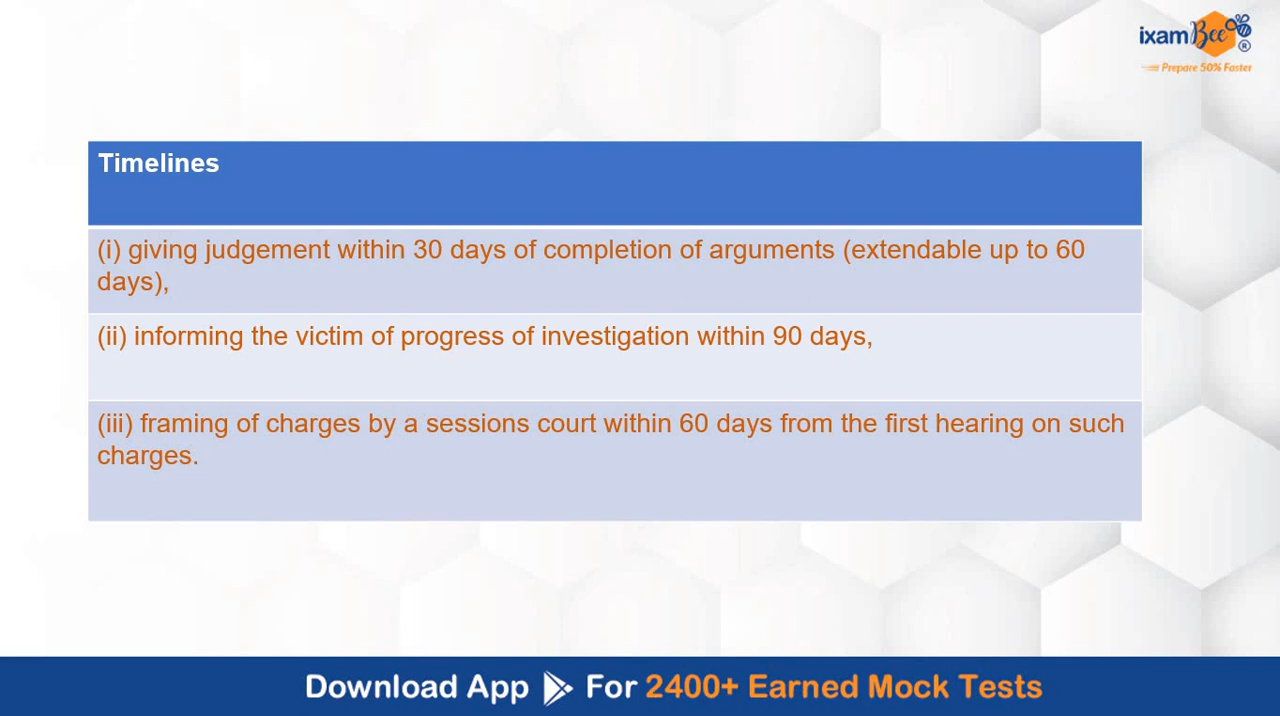 ixamBee
Prepare 50% Faster
Timelines
(i) giving judgement within 30 days of completion of arguments (extendable up to 60
days),
(ii) informing the victim of progress of investigation within 90 days,
(iii) framing of charges by a sessions court within 60 days from the first hearing on such
charges.
Download App For 2400+ Earned Mock Tests